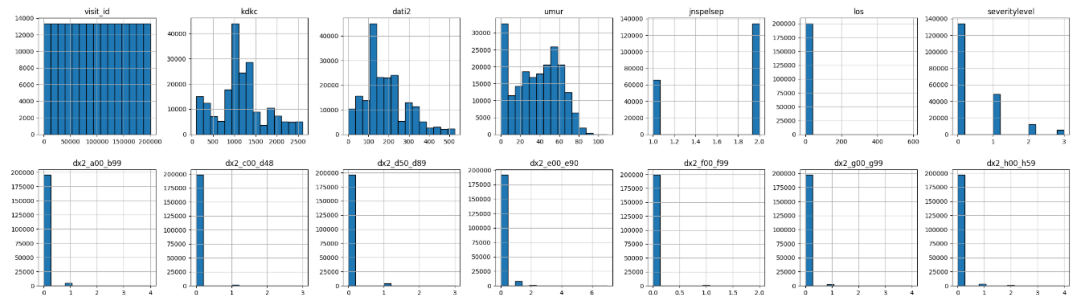 visit_id kdkc dati2 umur jnspelsep los severitylevel
14000 12000 10000 8000 6000 4000 2000 0
0 50000 100000 150000 200000
40000 30000 20000 10000 0
500 1000 1500 2000 2500
40000 30000 20000 10000 0
0 100 200 300 400 500
30000 25000 20000 15000 10000 5000 0
0 20 40 60 80 100
140000 120000 100000 80000 60000 40000 20000 0
1.0 1.2 1.4 1.6 1.8 2.0
200000 175000 150000 125000 100000 75000 50000 25000 0
0 200 400 600
140000 120000 100000 80000 60000 40000 20000 0
0 1 2 3
dx2_a00_b99 dx2_c00_d48 dx2_d50_d89 dx2_e00_e90 dx2_f00_f99 dx2_g00_g99 dx2_h00_h59
200000 175000 150000 125000 100000 75000 50000 25000 0
0 1 2 3 4
200000 175000 150000 125000 100000 75000 50000 25000 0
0 1 2 3
200000 175000 150000 125000 100000 75000 50000 25000 0
0 1 2 3
200000 175000 150000 125000 100000 75000 50000 25000 0
0 2 4 6
200000 175000 150000 125000 100000 75000 50000 25000 0
0.0 0.5 1.0 1.5 2.0
200000 175000 150000 125000 100000 75000 50000 25000 0
0 1 2 3 4
200000 175000 150000 125000 100000 75000 50000 25000 0
0 1 2 3 4